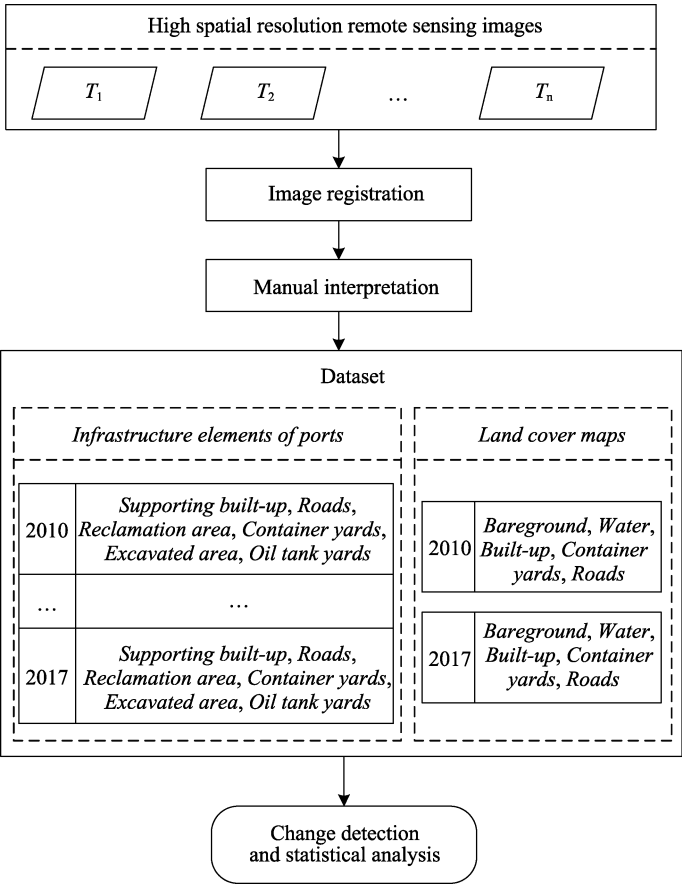 High spatial resolution remote sensing images
T1 T2 … Tn
Image registration
Manual interpretation
Dataset
Infrastructure elements of ports
2010
Supporting built-up, Roads,
Reclamation area, Container yards,
Excavated area, Oil tank yards
… …
2017
Supporting built-up, Roads,
Reclamation area, Container yards,
Excavated area, Oil tank yards
Land cover maps
2010
Bareground, Water,
Built-up, Container
yards, Roads
2017
Bareground, Water,
Built-up, Container
yards, Roads
Change detection
and statistical analysis